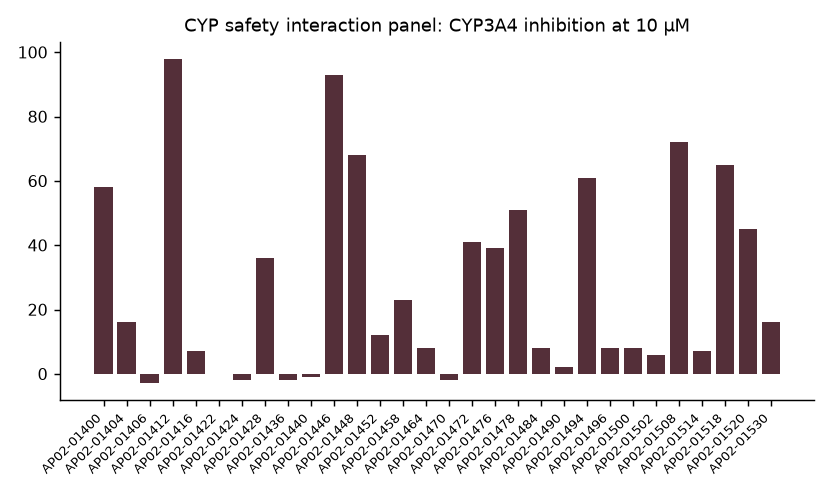 CYP safety interaction panel: CYP3A4 inhibition at 10 µM
100
80
60
40
20
0
AP02-01400
AP02-01404
AP02-01406
AP02-01412
AP02-01416
AP02-01422
AP02-01424
AP02-01428
AP02-01436
AP02-01440
AP02-01446
AP02-01448
AP02-01452
AP02-01458
AP02-01464
AP02-01470
AP02-01472
AP02-01476
AP02-01478
AP02-01484
AP02-01490
AP02-01494
AP02-01496
AP02-01500
AP02-01502
AP02-01508
AP02-01514
AP02-01518
AP02-01520
AP02-01530